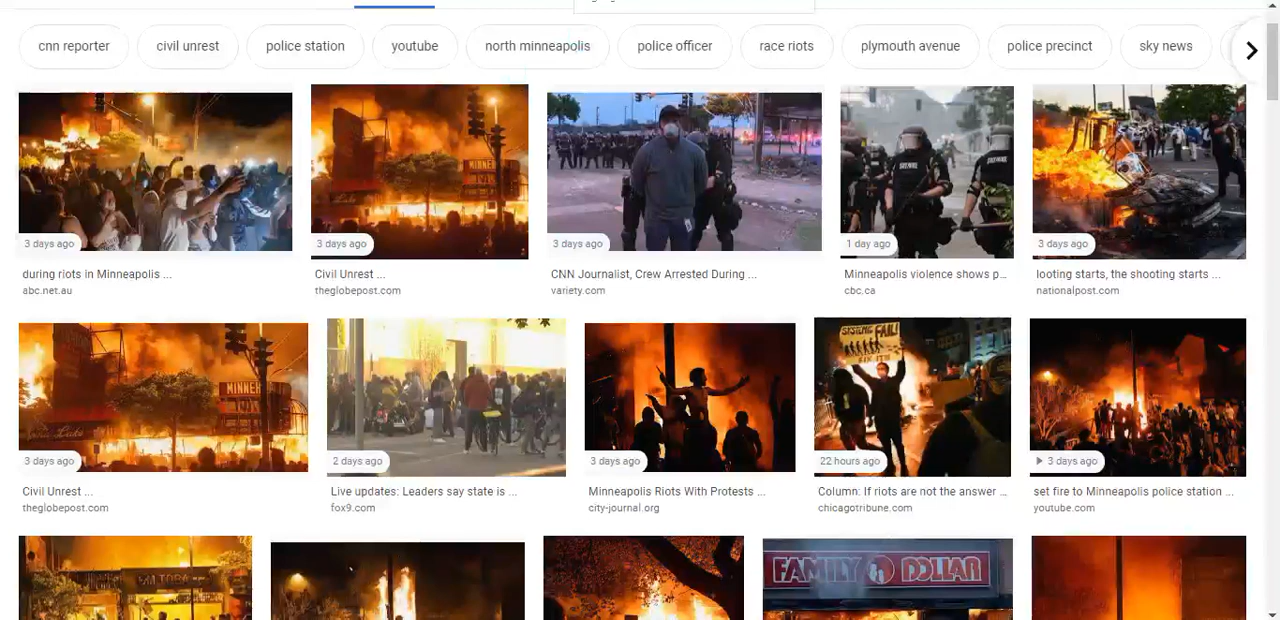 cnn reporter
civil unrest
police station
youtube
north minneapolis
police officer
race riots
plymouth avenue
police precinct
sky news
3 days ago
3 days ago
MINNE
3 days ago
1 day ago
3 days ago
during riots in Minneapolis ...
abc.net.au
Civil Unrest ...
theglobepost.com
CNN Journalist, Crew Arrested During ...
variety.com
Minneapolis violence shows p...
cbc.ca
looting starts, the shooting starts ...
nationalpost.com
MINNEH
SYSTEMIC FAIL!
FIX IT!!
3 days ago
2 days ago
3 days ago
22 hours ago
3 days ago
Civil Unrest ...
theglobepost.com
Live updates: Leaders say state is ...
fox9.com
Minneapolis Riots With Protests ...
city-journal.org
Column: If riots are not the answer ...
chicagotribune.com
set fire to Minneapolis police station ...
youtube.com
FAMILY DOLLAR